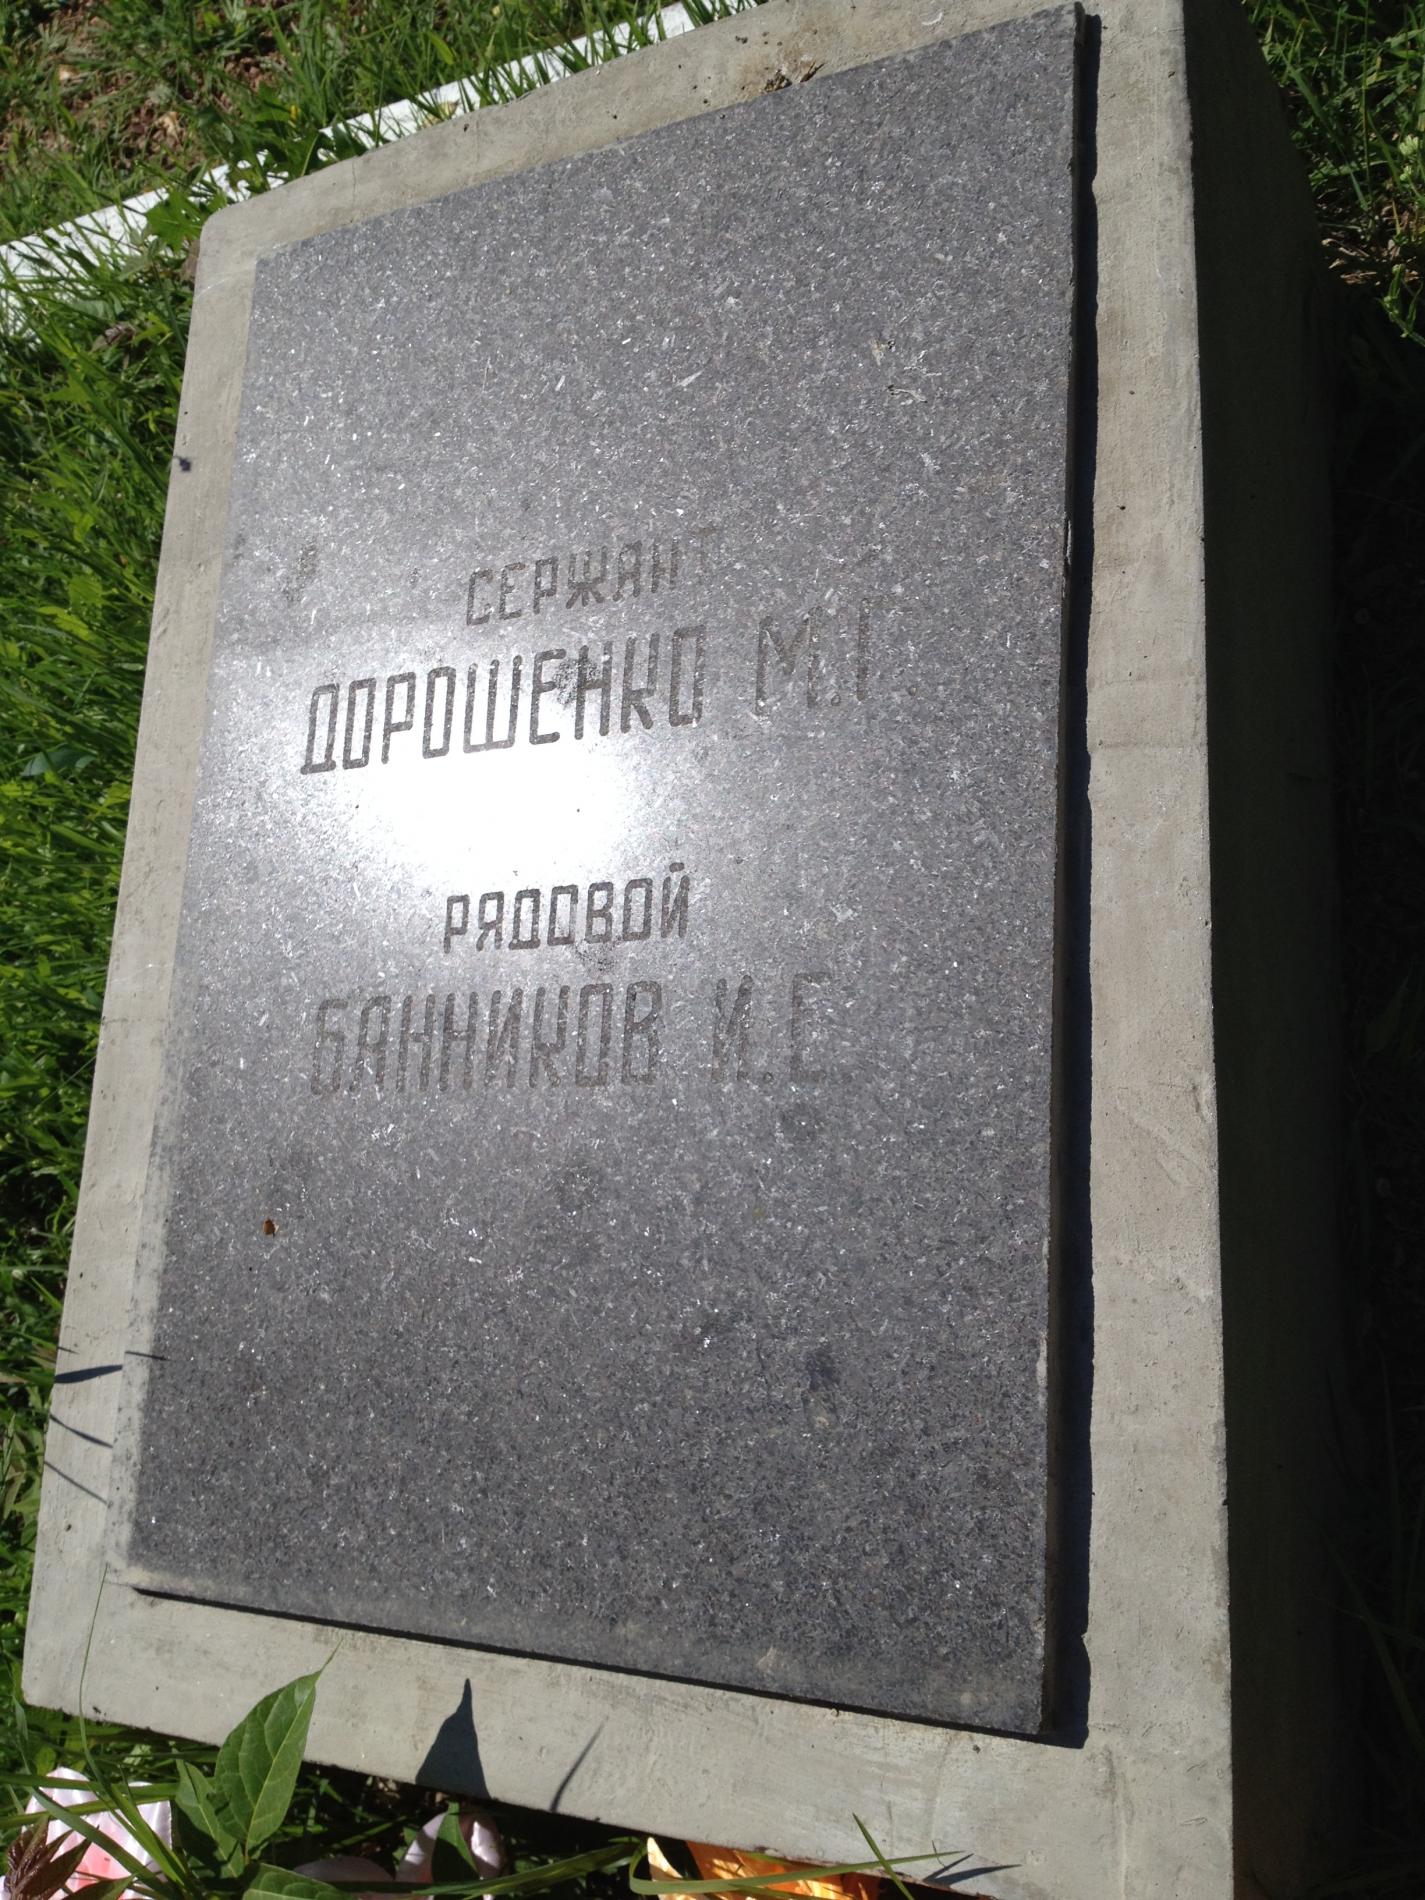 СЕРЖАНТ
ДОРОШЕНКО М.Г
РЯДОВОЙ
БАННИКОВ И.Е.